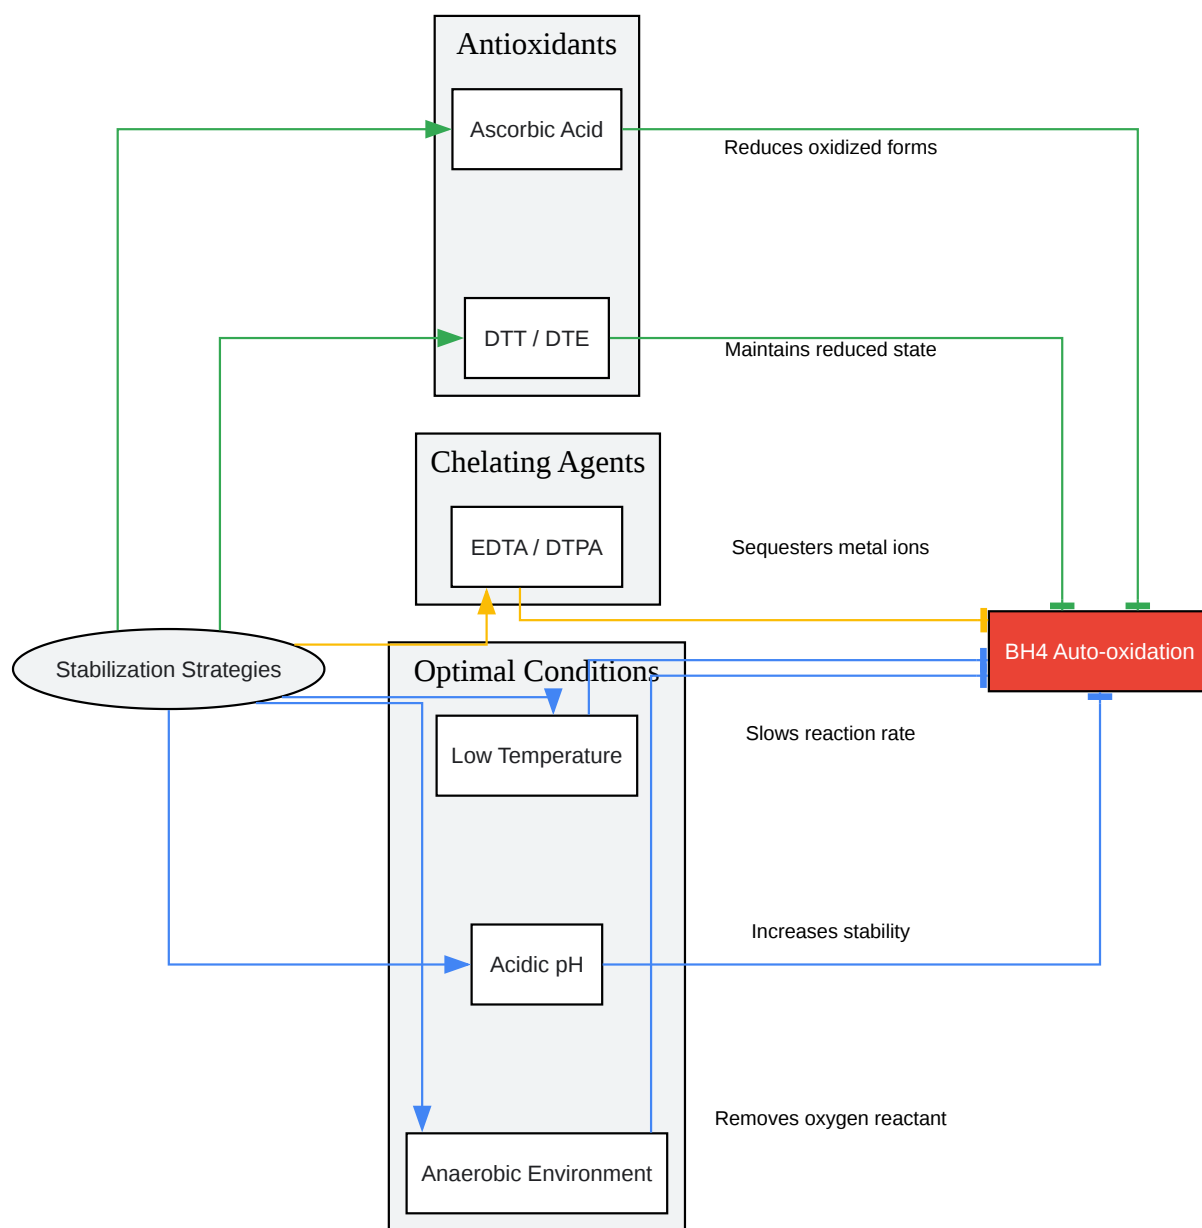 Antioxidants
Ascorbic Acid
Reduces oxidized forms
DTT / DTE
Maintains reduced state
Chelating Agents
EDTA / DTPA
Sequesters metal ions
Stabilization Strategies
BH4 Auto-oxidation
Optimal Conditions
Low Temperature
Slows reaction rate
Acidic pH
Increases stability
Removes oxygen reactant
Anaerobic Environment